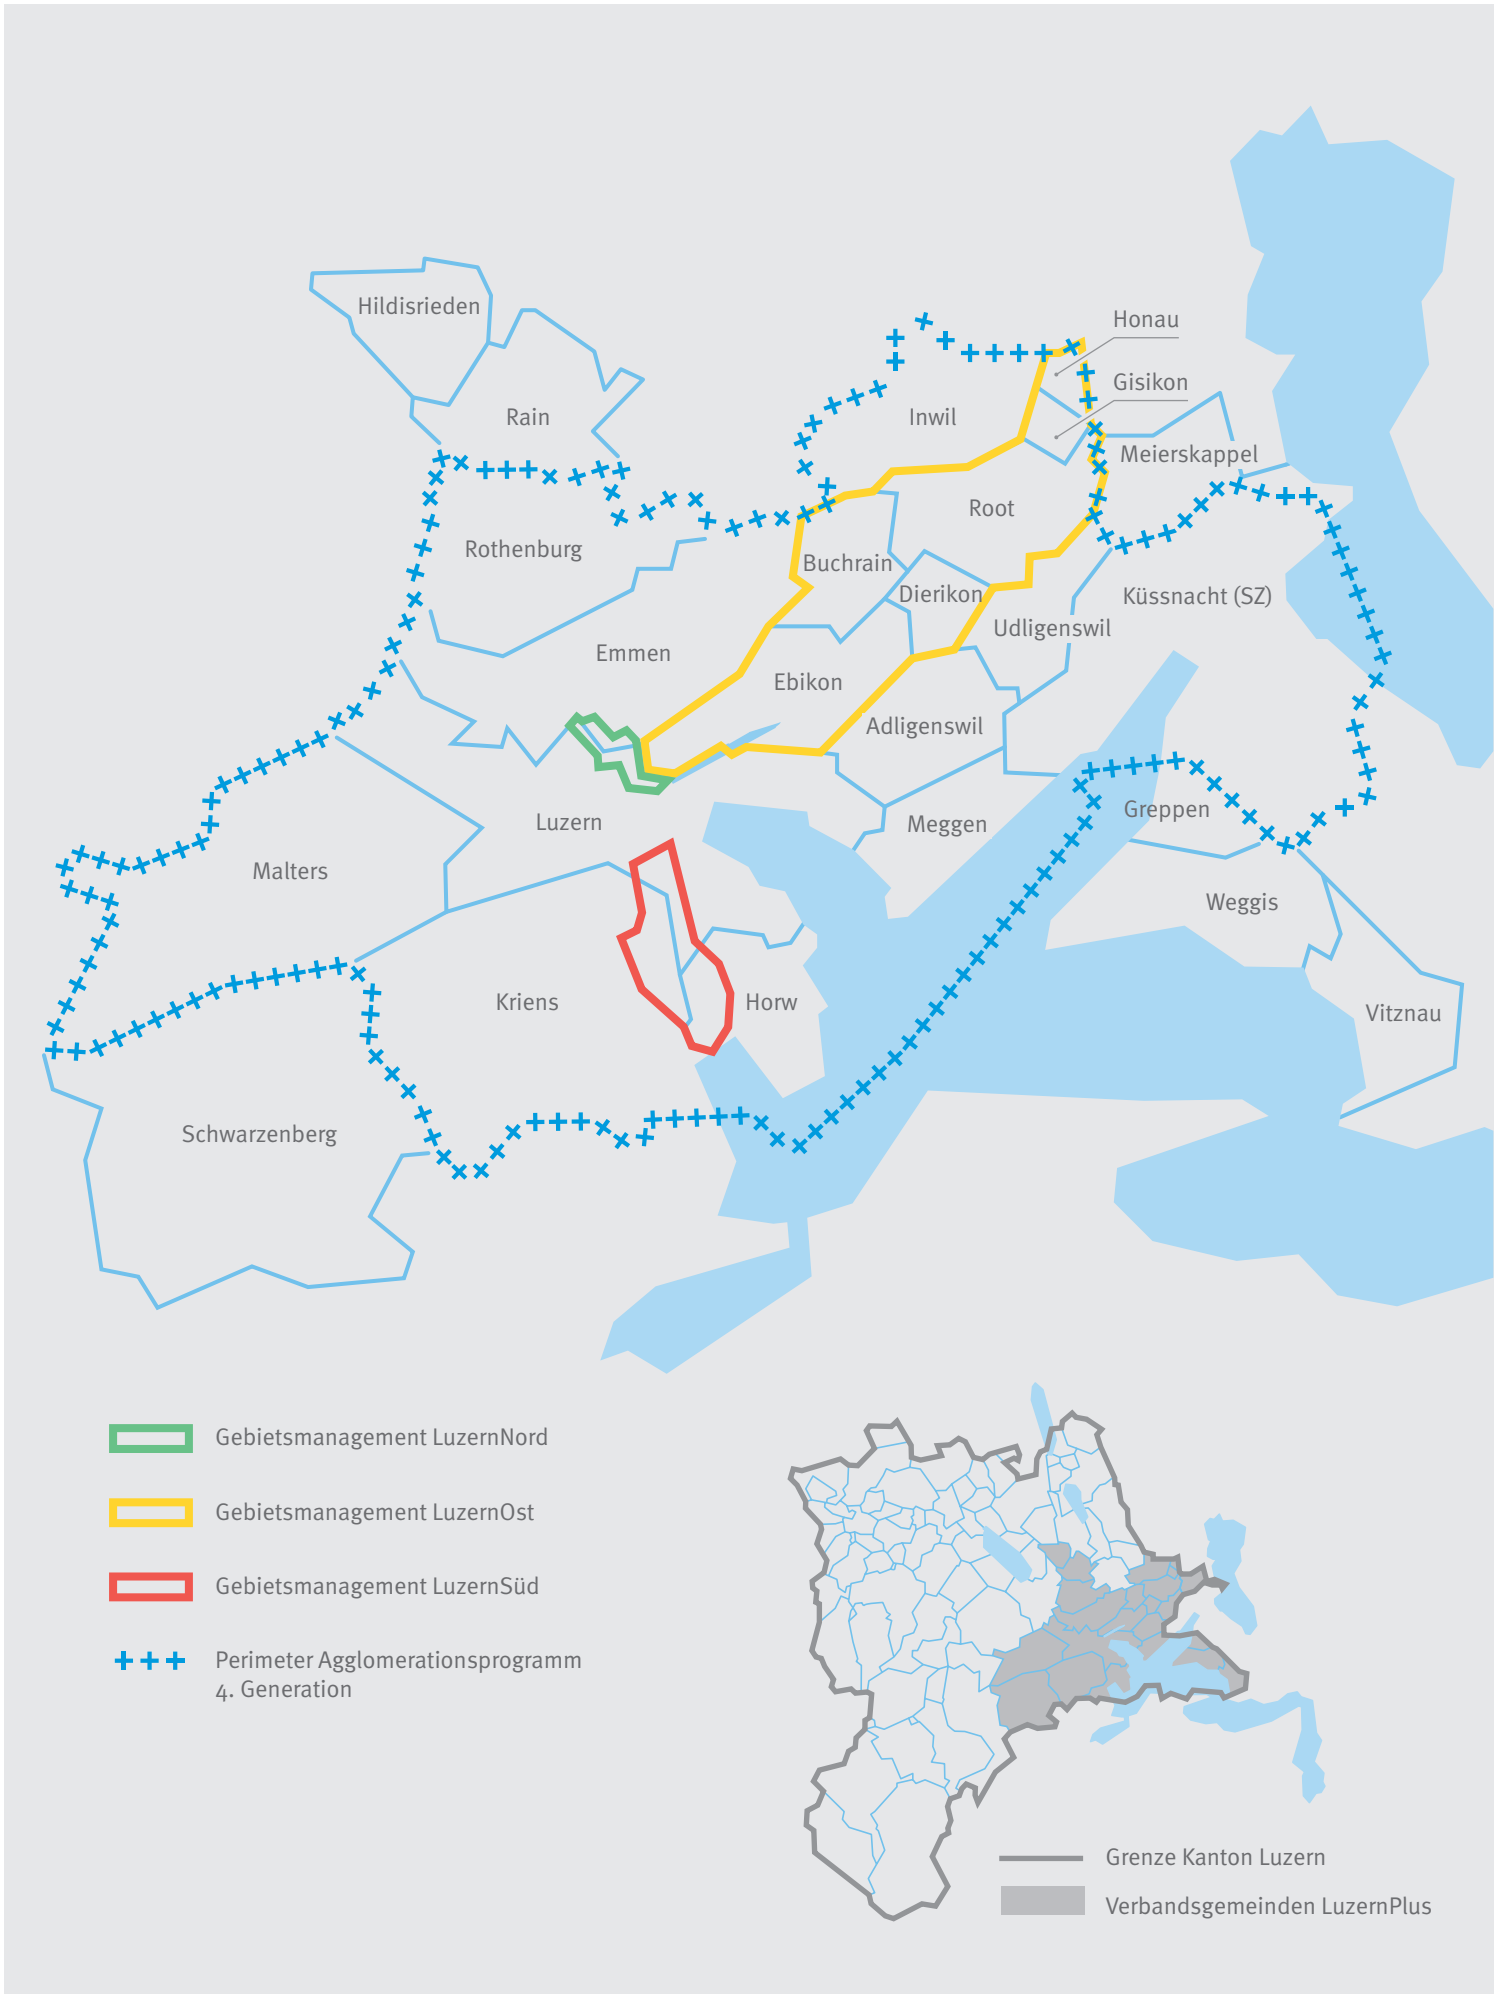 Hildisrieden
Honau
Gisikon
Rain
Inwil
Meierskappel
Root
Rothenburg
Buchrain
Dierikon
Küssnacht (SZ)
Udligenswil
Emmen
Ebikon
Adligenswil
Greppen
Luzern
Meggen
Malters
Weggis
Kriens
Horw
Vitznau
Schwarzenberg
Gebietsmanagement LuzernNord
Gebietsmanagement LuzernOst
Gebietsmanagement LuzernSüd
Perimeter Agglomerationsprogramm
4. Generation
Grenze Kanton Luzern
Verbandsgemeinden LuzernPlus